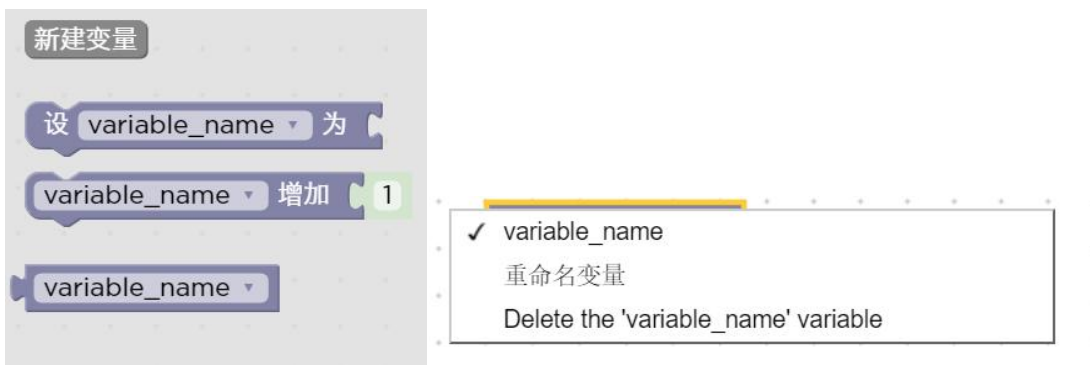 新建变量
设 variable_name 为
variable_name 增加 1
variable_name
✓ variable_name
重命名变量
Delete the 'variable_name' variable